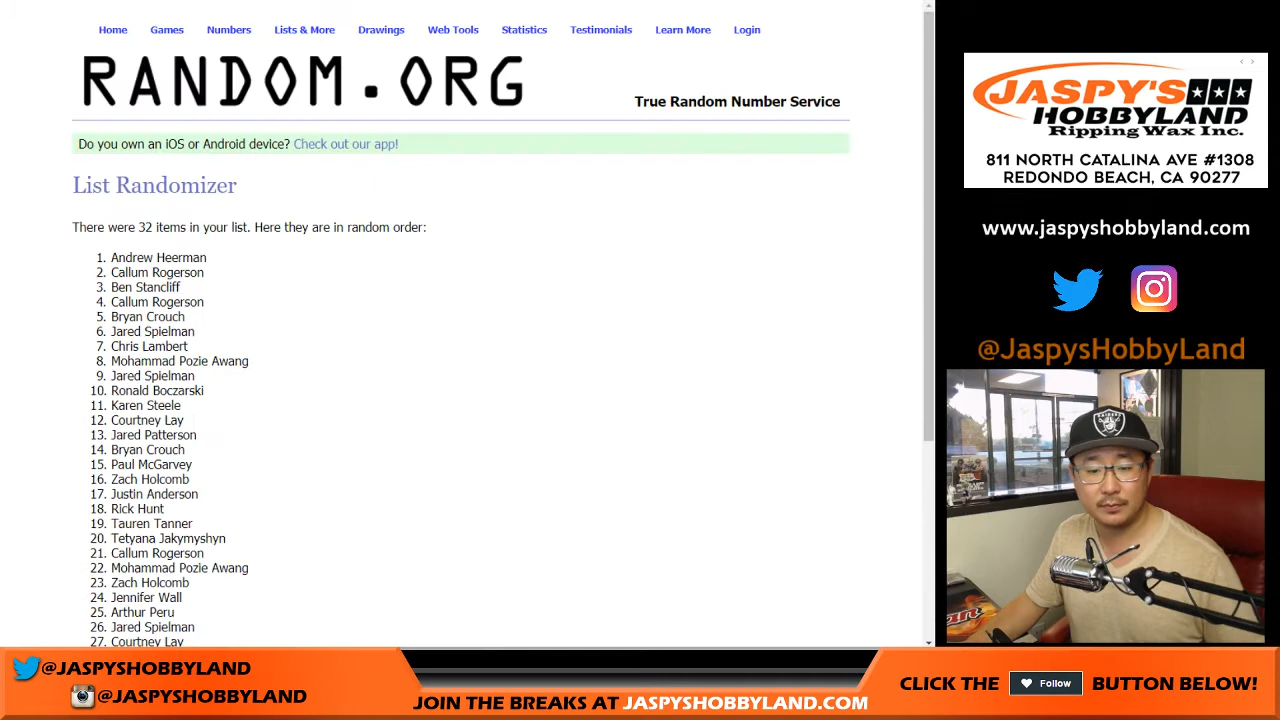 Home Games Numbers Lists & More Drawings Web Tools Statistics Testimonials Learn More Login
RANDOM.ORG
True Random Number Service
Do you own an iOS or Android device? Check out our app!
List Randomizer
There were 32 items in your list. Here they are in random order:
1. Andrew Heerman
2. Callum Rogerson
3. Ben Stancliff
4. Callum Rogerson
5. Bryan Crouch
6. Jared Spielman
7. Chris Lambert
8. Mohammad Pozie Awang
9. Jared Spielman
10. Ronald Boczarski
11. Karen Steele
12. Courtney Lay
13. Jared Patterson
14. Bryan Crouch
15. Paul McGarvey
16. Zach Holcomb
17. Justin Anderson
18. Rick Hunt
19. Tauren Tanner
20. Tetyana Jakymyshyn
21. Callum Rogerson
22. Mohammad Pozie Awang
23. Zach Holcomb
24. Jennifer Wall
25. Arthur Peru
26. Jared Spielman
27. Courtney Lay
JASPY'S
HOBBYLAND
Ripping Wax Inc.
811 NORTH CATALINA AVE #1308
REDONDO BEACH, CA 90277
www.jaspyshobbyland.com
@JaspysHobbyLand
RAIDERS
@JASPYSHOBBYLAND
@JASPYSHOBBYLAND
JOIN THE BREAKS AT JASPYSHOBBYLAND.COM
CLICK THE Follow BUTTON BELOW!